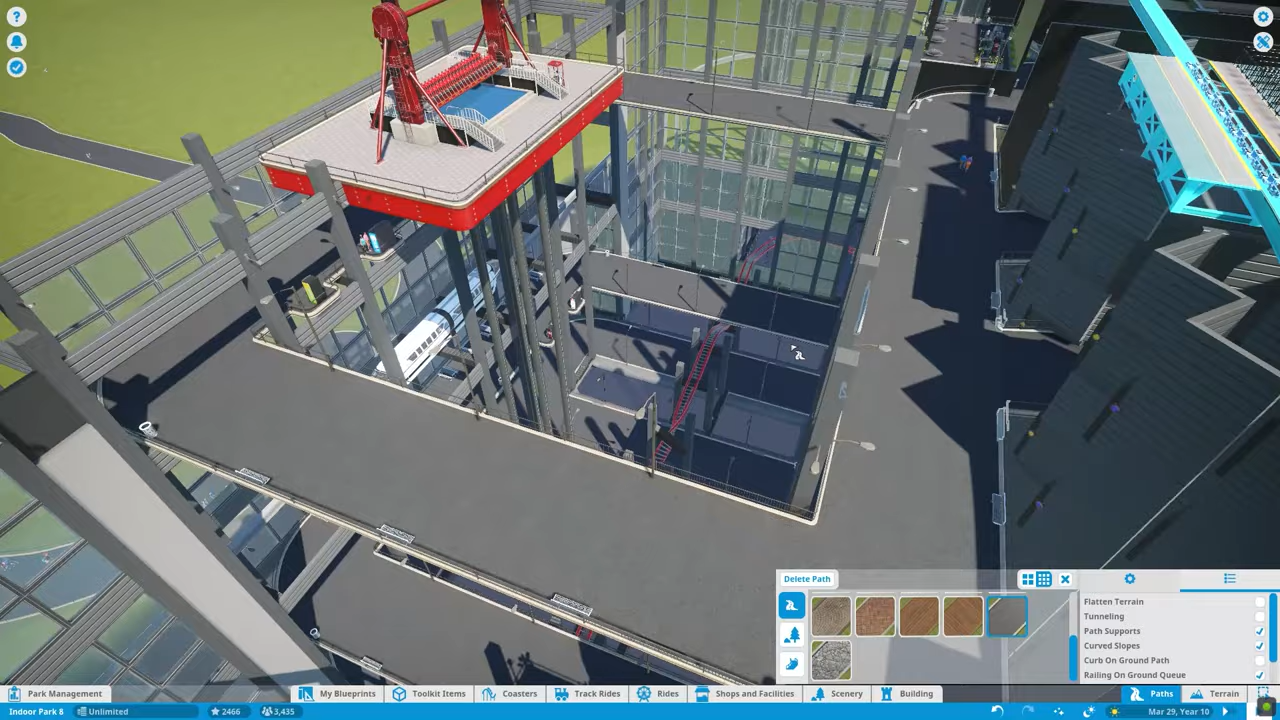 Delete Path
Flatten Terrain
Tunneling
Path Supports
Curved Slopes
Curb On Ground Path
Railing On Ground Queue
Park Management
My Blueprints
Toolkit Items
Coasters
Track Rides
Rides
Shops and Facilities
Scenery
Building
Paths
Terrain
Indoor Park 8
Unlimited
2466
3,435
Mar 29, Year 10